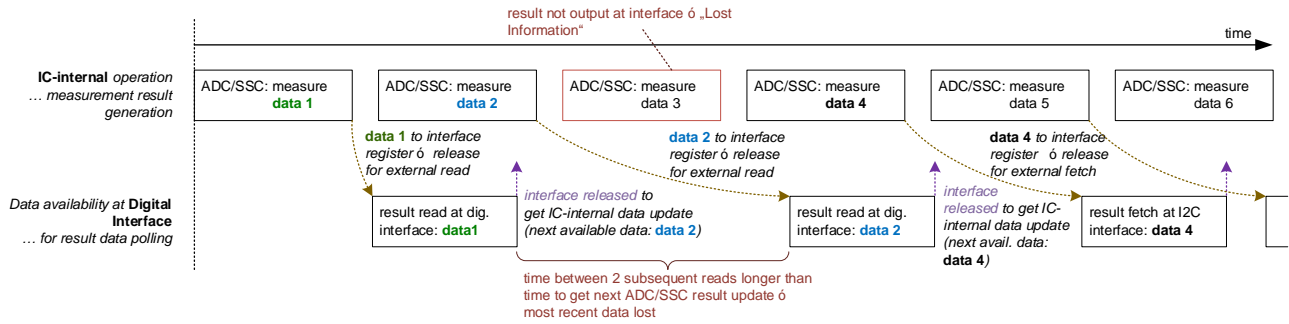 result not output at interface ó „Lost
Information“
time
IC-internal operation
… measurement result
generation
ADC/SSC: measure
data 1
ADC/SSC: measure
data 2
ADC/SSC: measure
data 3
ADC/SSC: measure
data 4
ADC/SSC: measure
data 5
ADC/SSC: measure
data 6
data 1 to interface
register ó release
for external read
data 2 to interface
register ó release
for external read
data 4 to interface
register ó release
for external fetch
Data availability at Digital
Interface
… for result data polling
result read at dig.
interface: data1
interface released to
get IC-internal data update
(next available data: data 2)
result read at dig.
interface: data 2
interface
released to get IC-
internal data update
(next avail. data:
data 4)
result fetch at I2C
interface: data 4
time between 2 subsequent reads longer than
time to get next ADC/SSC result update ó
most recent data lost